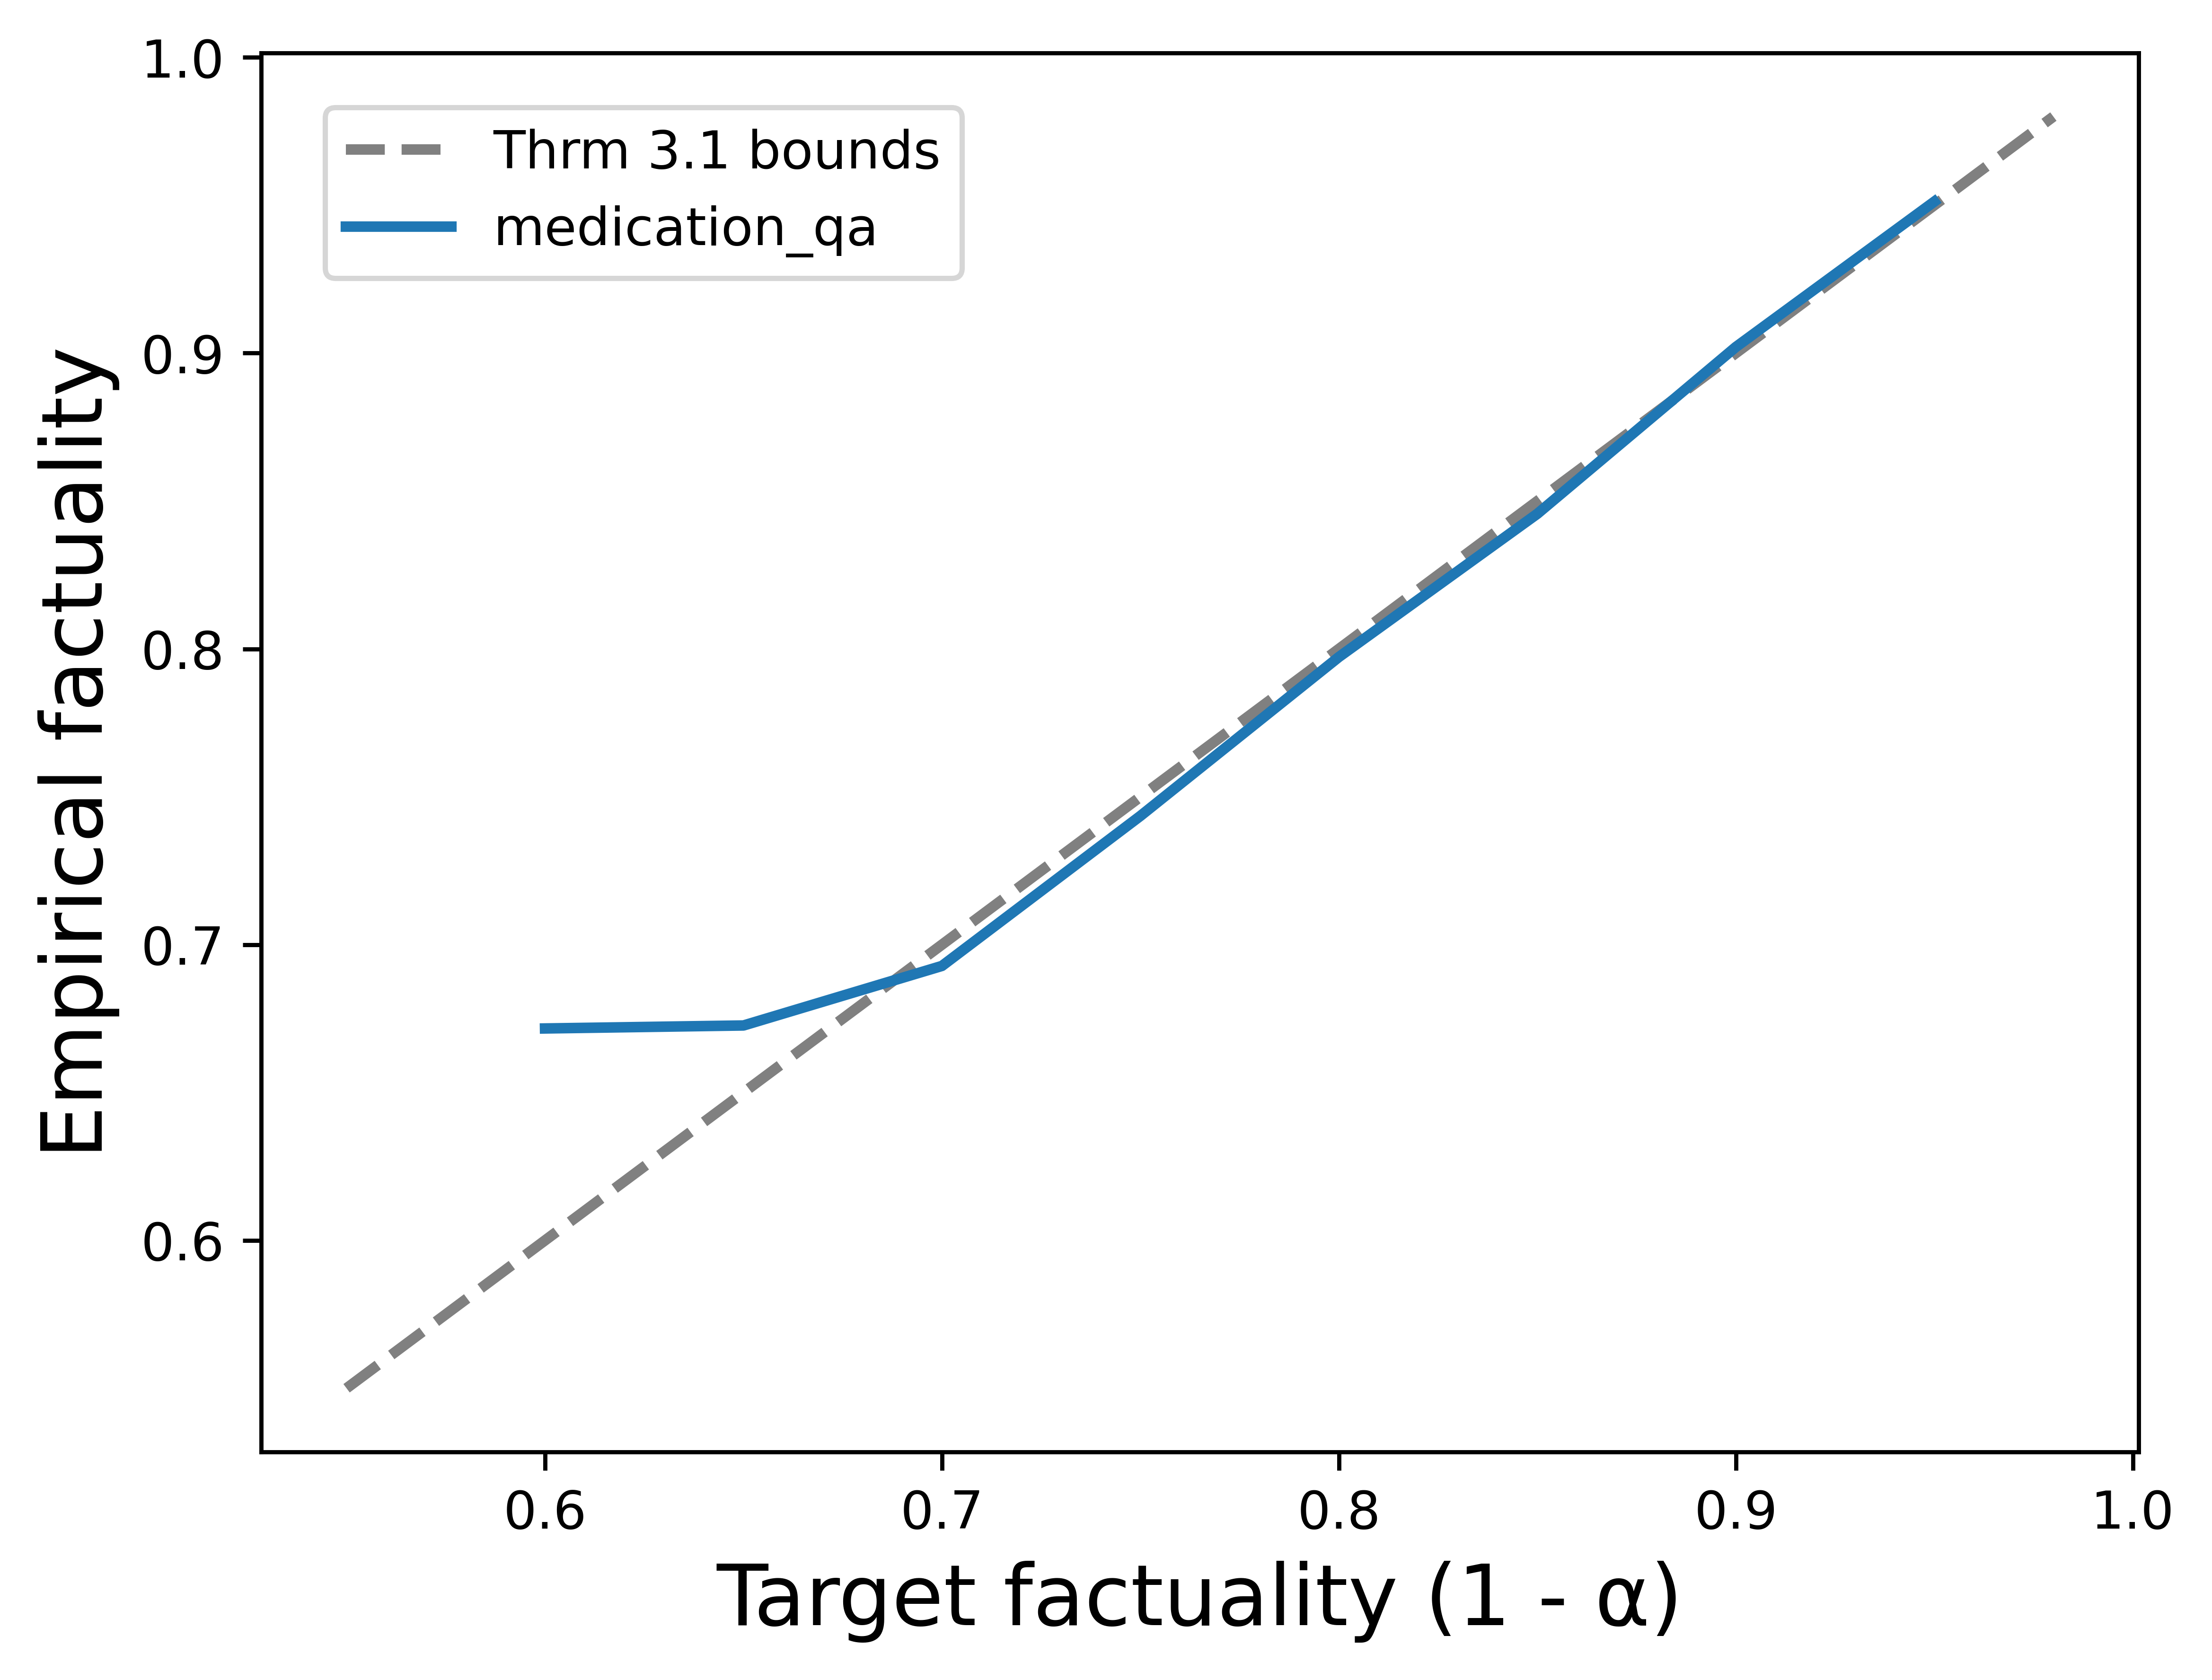 Thrm 3.1 bounds
medication_qa
Empirical factuality
1.0
0.9
0.8
0.7
0.6
0.6 0.7 0.8 0.9 1.0
Target factuality (1 - α)